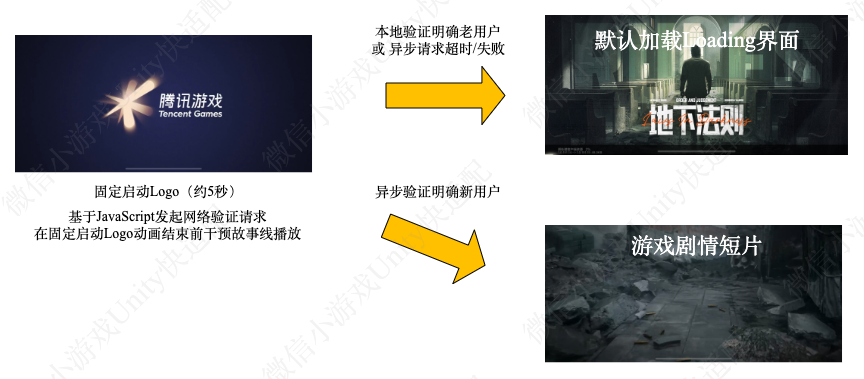 腾讯游戏
Tencent Games
固定启动Logo（约5秒）
基于JavaScript发起网络验证请求
在固定启动Logo动画结束前干预故事线播放
本地验证明确老用户
或 异步请求超时/失败
异步验证明确新用户
默认加载Loading界面
地下法则
游戏剧情短片
微信小游戏Unity快适配